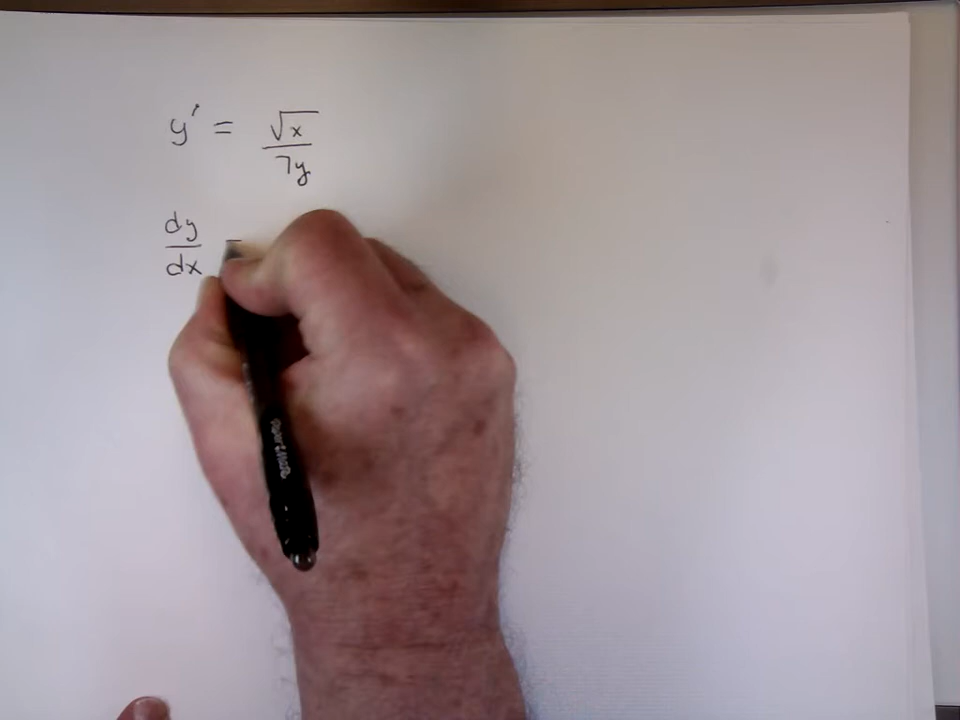 y' = √x / 7y
dy / dx =